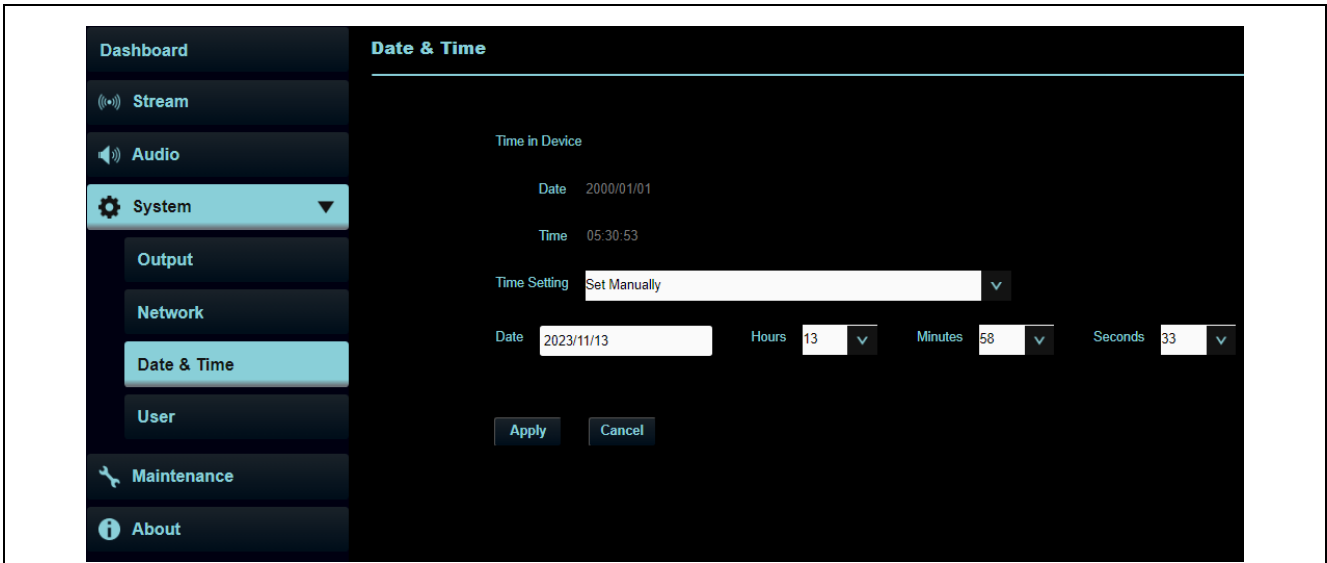 Dashboard
Stream
Audio
System
Output
Network
Date & Time
User
Maintenance
About
Date & Time
Time in Device
Date 2000/01/01
Time 05:30:53
Time Setting Set Manually
Date 2023/11/13 Hours 13 Minutes 58 Seconds 33
Apply Cancel